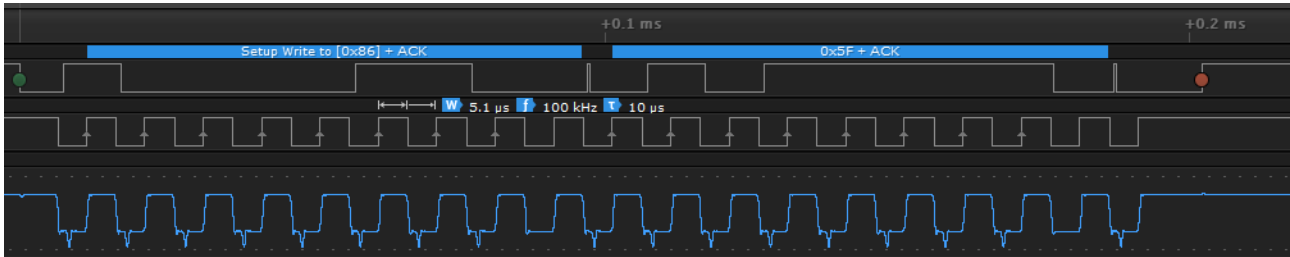 +0.1 ms +0.2 ms
Setup Write to [0x86] + ACK 0x5F + ACK
W 5.1 µs f 100 kHz τ 10 µs